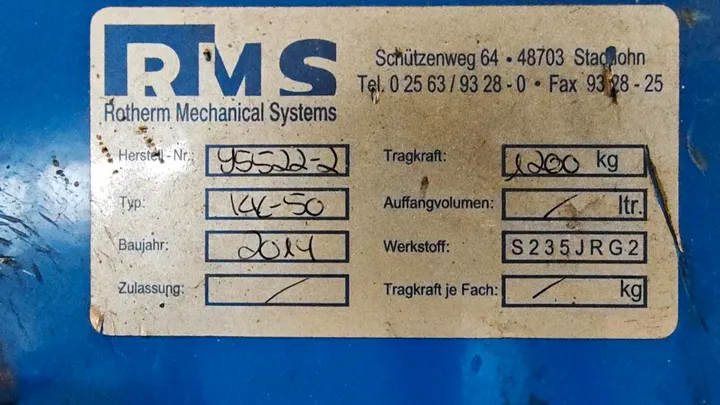 RMS
Rotherm Mechanical Systems
Schützenweg 64 • 48703 Stadtlohn
Tel. 0 25 63 / 93 28 - 0 • Fax 93 28 - 25
Herstell - Nr.: 45522-2
Typ: KK-50
Baujahr: 2014
Zulassung: /
Tragkraft: 1200 kg
Auffangvolumen: / ltr.
Werkstoff: S235JRG2
Tragkraft je Fach: / kg